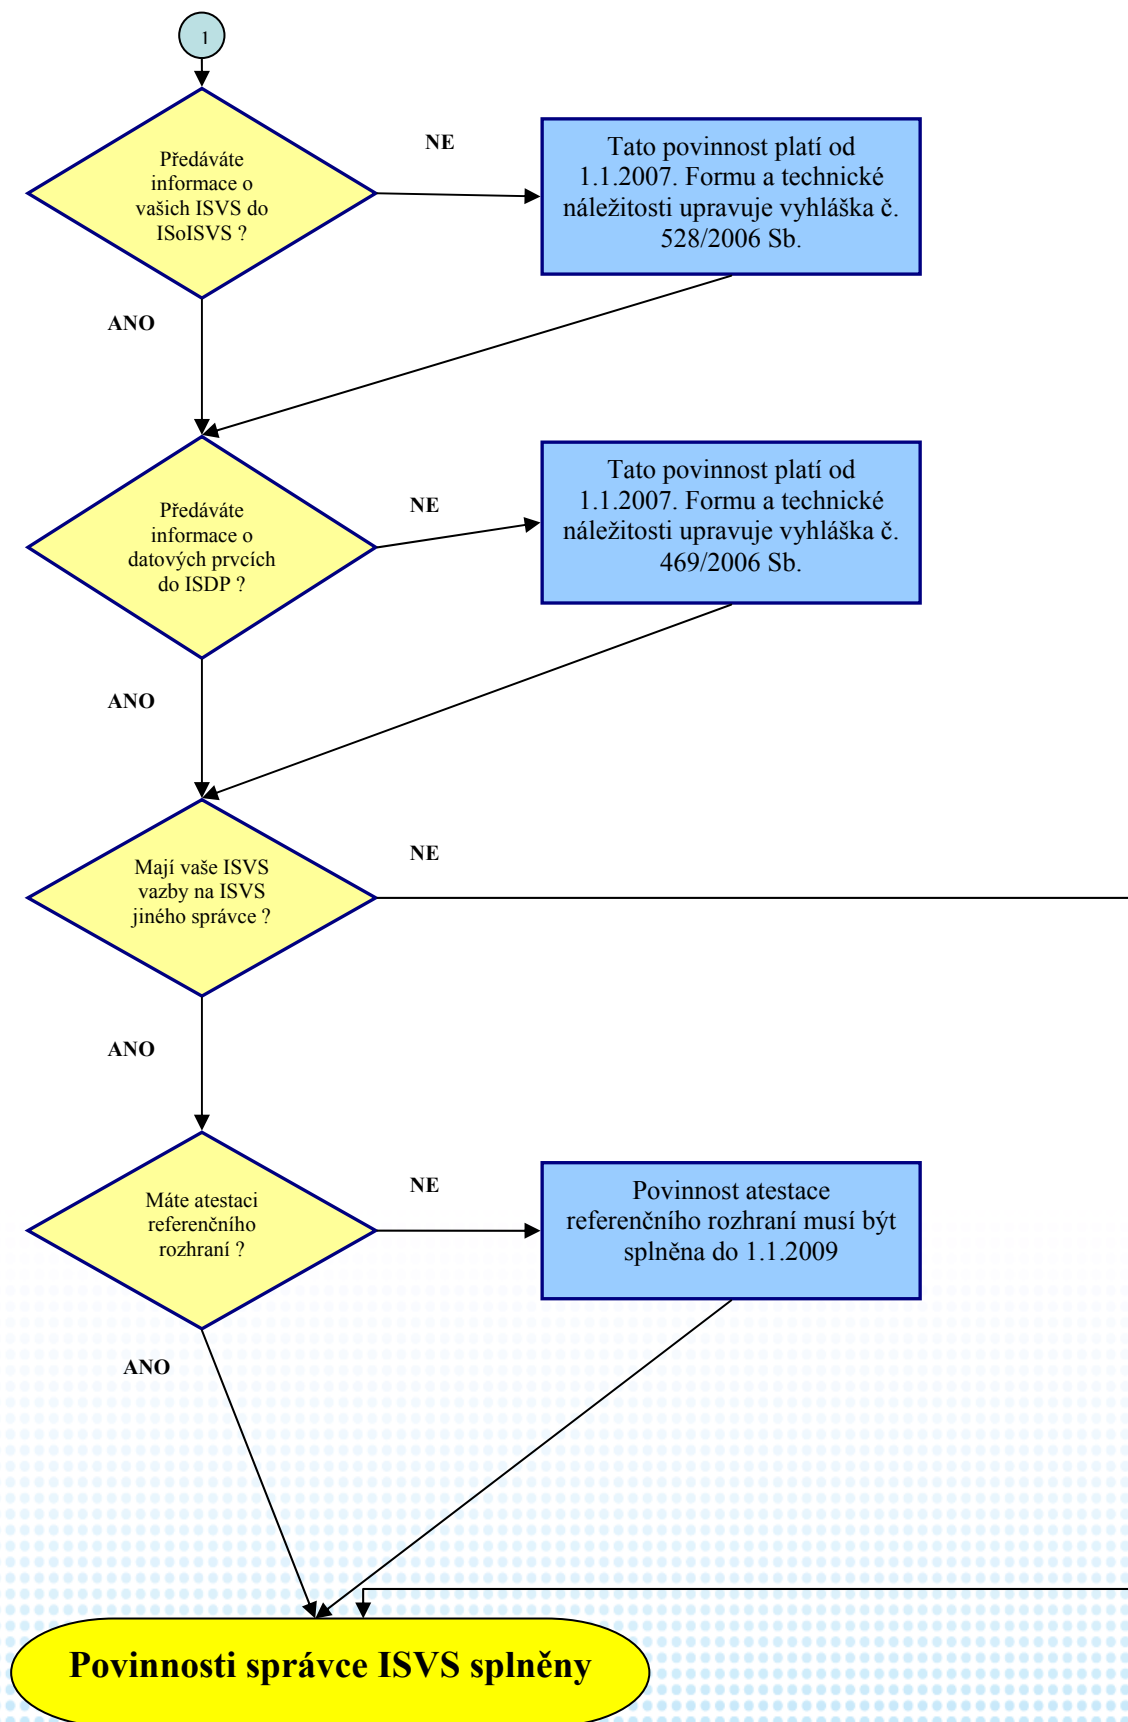 1
Předáváte
informace o
vašich ISVS do
ISoISVS ?
NE
Tato povinnost platí od
1.1.2007. Formu a technické
náležitosti upravuje vyhláška č.
528/2006 Sb.
ANO
Předáváte
informace o
datových prvcích
do ISDP ?
NE
Tato povinnost platí od
1.1.2007. Formu a technické
náležitosti upravuje vyhláška č.
469/2006 Sb.
ANO
Mají vaše ISVS
vazby na ISVS
jiného správce ?
NE
ANO
Máte atestaci
referenčního
rozhraní ?
NE
Povinnost atestace
referenčního rozhraní musí být
splněna do 1.1.2009
ANO
Povinnosti správce ISVS splněny